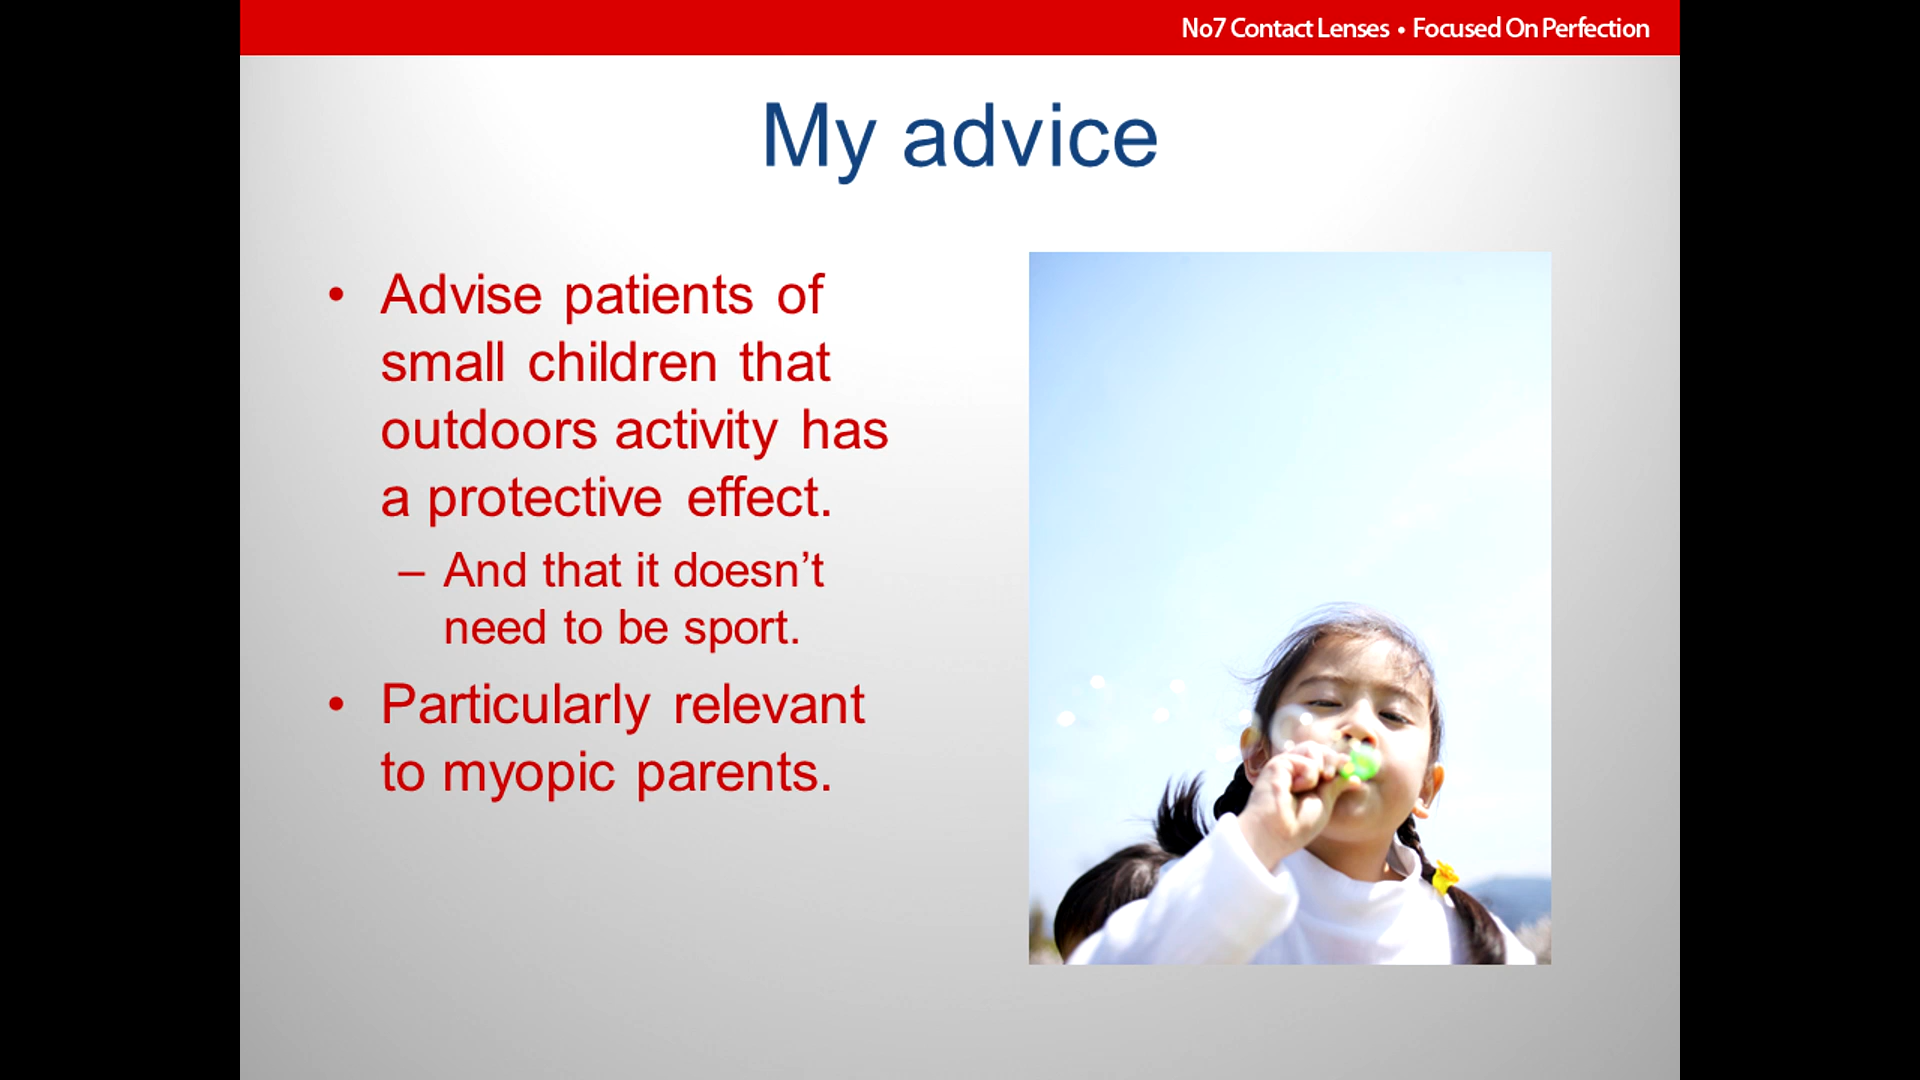 No7 Contact Lenses • Focused On Perfection
My advice
• Advise patients of
small children that
outdoors activity has
a protective effect.
– And that it doesn’t
need to be sport.
• Particularly relevant
to myopic parents.